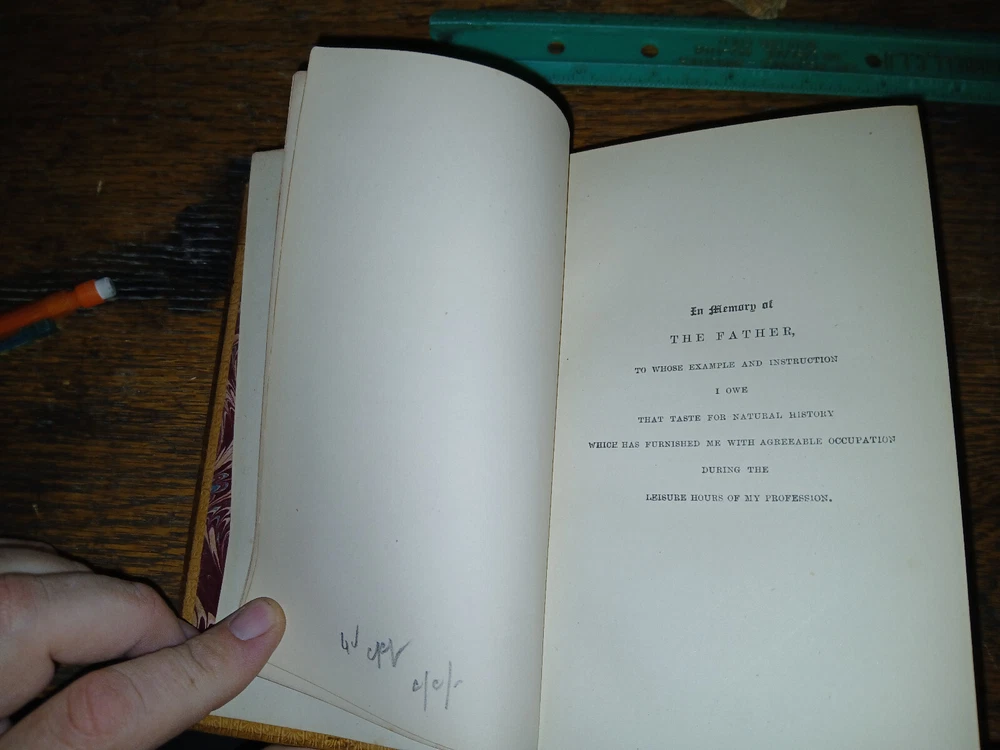 In Memory of
THE FATHER,
TO WHOSE EXAMPLE AND INSTRUCTION
I OWE
THAT TASTE FOR NATURAL HISTORY
WHICH HAS FURNISHED ME WITH AGREEABLE OCCUPATION
DURING THE
LEISURE HOURS OF MY PROFESSION.